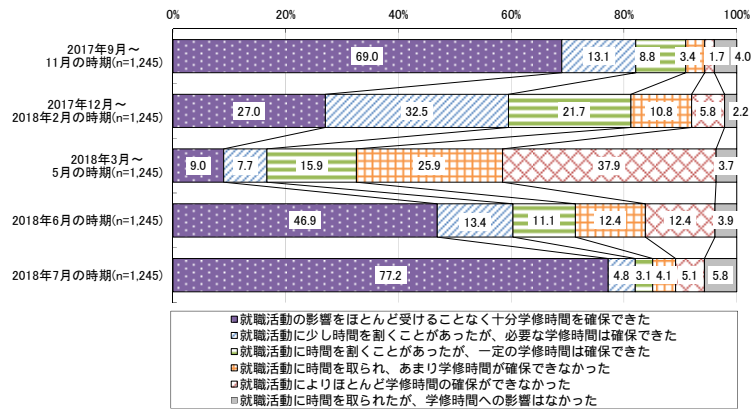 0% 20% 40% 60% 80% 100%
2017年9月～
11月の時期(n=1,245)
69.0 13.1 8.8 3.4 1.7 4.0
2017年12月～
2018年2月の時期(n=1,245)
27.0 32.5 21.7 10.8 5.8 2.2
2018年3月～
5月の時期(n=1,245)
9.0 7.7 15.9 25.9 37.9 3.7
2018年6月の時期(n=1,245)
46.9 13.4 11.1 12.4 12.4 3.9
2018年7月の時期(n=1,245)
77.2 4.8 3.1 4.1 5.1 5.8
就職活動の影響をほとんど受けることなく十分学修時間を確保できた
就職活動に少し時間を割くことがあったが、必要な学修時間は確保できた
就職活動に時間を割くことがあったが、一定の学修時間は確保できた
就職活動に時間を取られ、あまり学修時間が確保できなかった
就職活動によりほとんど学修時間の確保ができなかった
就職活動に時間を取られたが、学修時間への影響はなかった